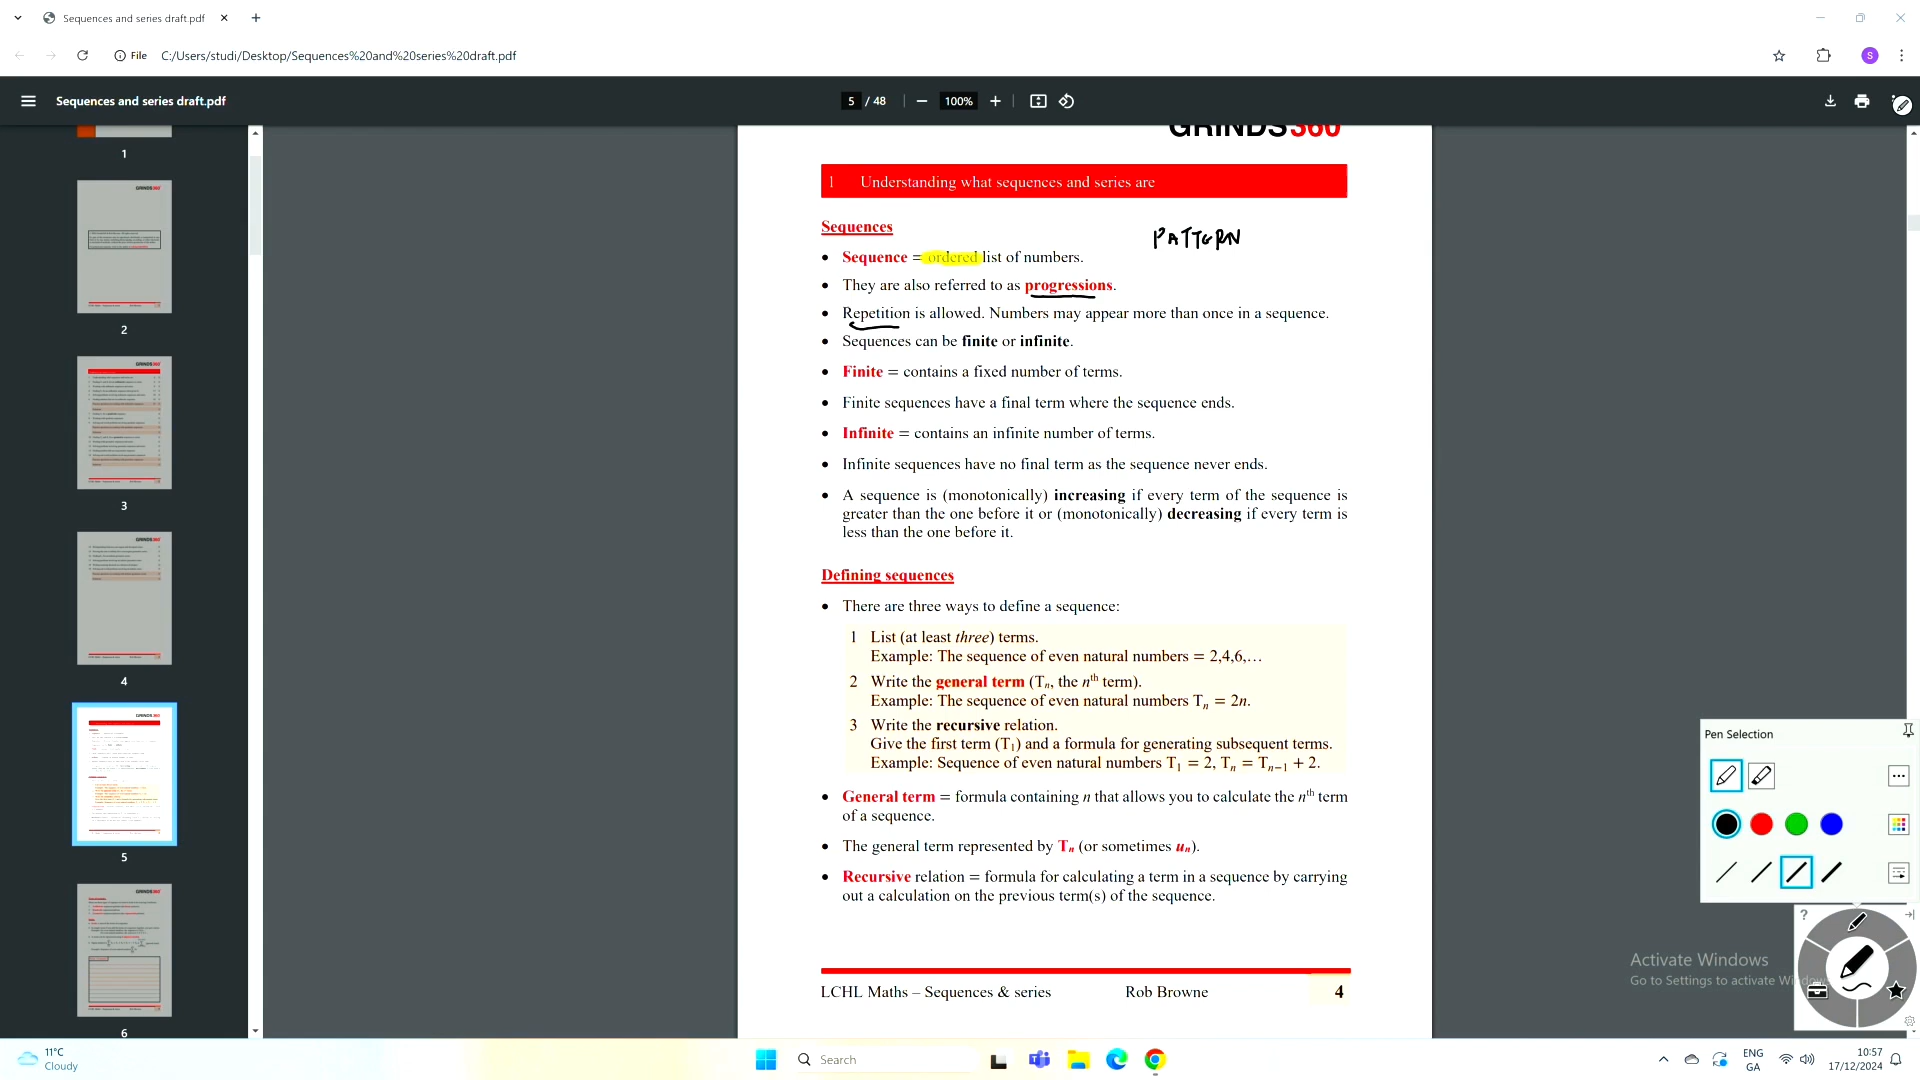 Sequences and series draft.pdf
File C:/Users/studi/Desktop/Sequences%20and%20series%20draft.pdf
S
Sequences and series draft.pdf
5 / 48
100%
GRINDS360
1 Understanding what sequences and series are
Sequences
PATTERN
• Sequence = ordered list of numbers.
• They are also referred to as progressions.
• Repetition is allowed. Numbers may appear more than once in a sequence.
• Sequences can be finite or infinite.
• Finite = contains a fixed number of terms.
• Finite sequences have a final term where the sequence ends.
• Infinite = contains an infinite number of terms.
• Infinite sequences have no final term as the sequence never ends.
• A sequence is (monotonically) increasing if every term of the sequence is
greater than the one before it or (monotonically) decreasing if every term is
less than the one before it.
Defining sequences
• There are three ways to define a sequence:
1 List (at least three) terms.
Example: The sequence of even natural numbers = 2,4,6,…
2 Write the general term (Tₙ, the nᵗʰ term).
Example: The sequence of even natural numbers Tₙ = 2n.
3 Write the recursive relation.
Give the first term (T₁) and a formula for generating subsequent terms.
Example: Sequence of even natural numbers T₁ = 2, Tₙ = Tₙ₋₁ + 2.
• General term = formula containing n that allows you to calculate the nᵗʰ term
of a sequence.
• The general term represented by Tₙ (or sometimes uₙ).
• Recursive relation = formula for calculating a term in a sequence by carrying
out a calculation on the previous term(s) of the sequence.
LCHL Maths – Sequences & series Rob Browne 4
1
2
3
4
5
6
Pen Selection
?
Activate Windows
Go to Settings to activate
11°C
Cloudy
Search
ENG
GA
10:57
17/12/2024